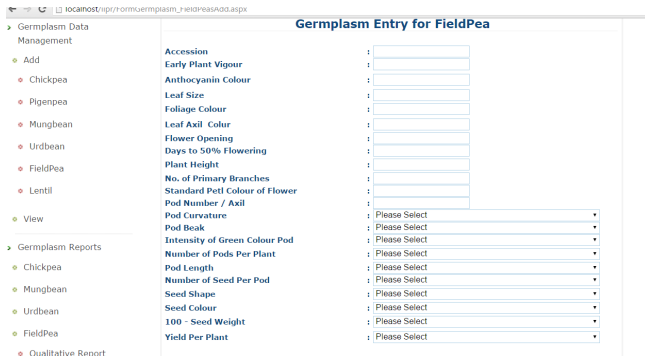 localhost/iipr/FormGermplasm_FieldPeasAdd.aspx
Germplasm Entry for FieldPea
Germplasm Data
Management
Add
Chickpea
Pigenpea
Mungbean
Urdbean
FieldPea
Lentil
View
Germplasm Reports
Chickpea
Mungbean
Urdbean
FieldPea
Qualitative Report
Accession :
Early Plant Vigour :
Anthocyanin Colour :
Leaf Size :
Foliage Colour :
Leaf Axil Colur :
Flower Opening :
Days to 50% Flowering :
Plant Height :
No. of Primary Branches :
Standard Petl Colour of Flower :
Pod Number / Axil :
Pod Curvature : Please Select
Pod Beak : Please Select
Intensity of Green Colour Pod : Please Select
Number of Pods Per Plant : Please Select
Pod Length : Please Select
Number of Seed Per Pod : Please Select
Seed Shape : Please Select
Seed Colour : Please Select
100 - Seed Weight : Please Select
Yield Per Plant : Please Select